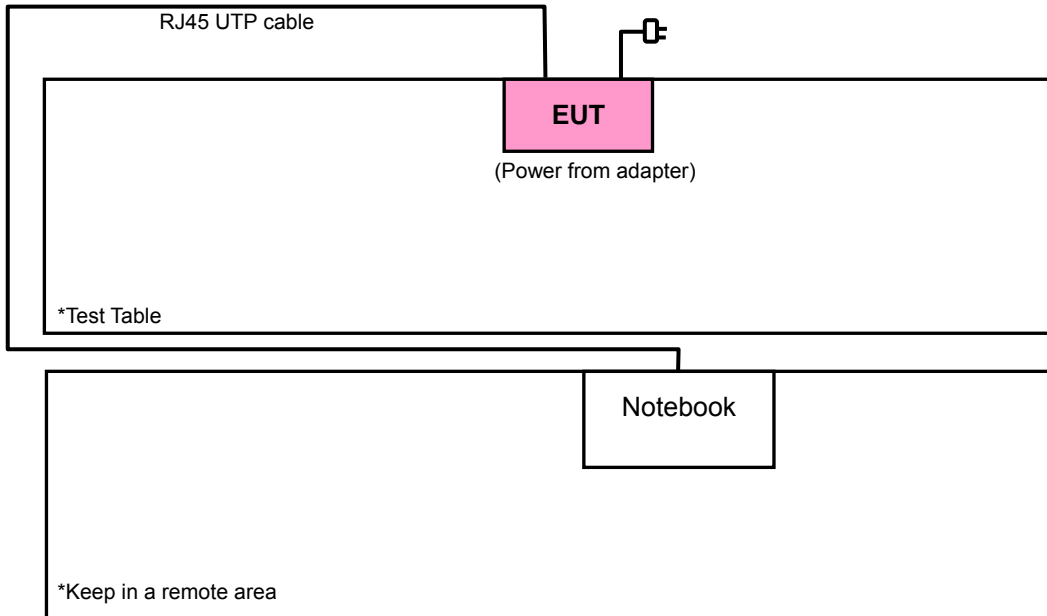 RJ45 UTP cable
EUT
(Power from adapter)
*Test Table
Notebook
*Keep in a remote area